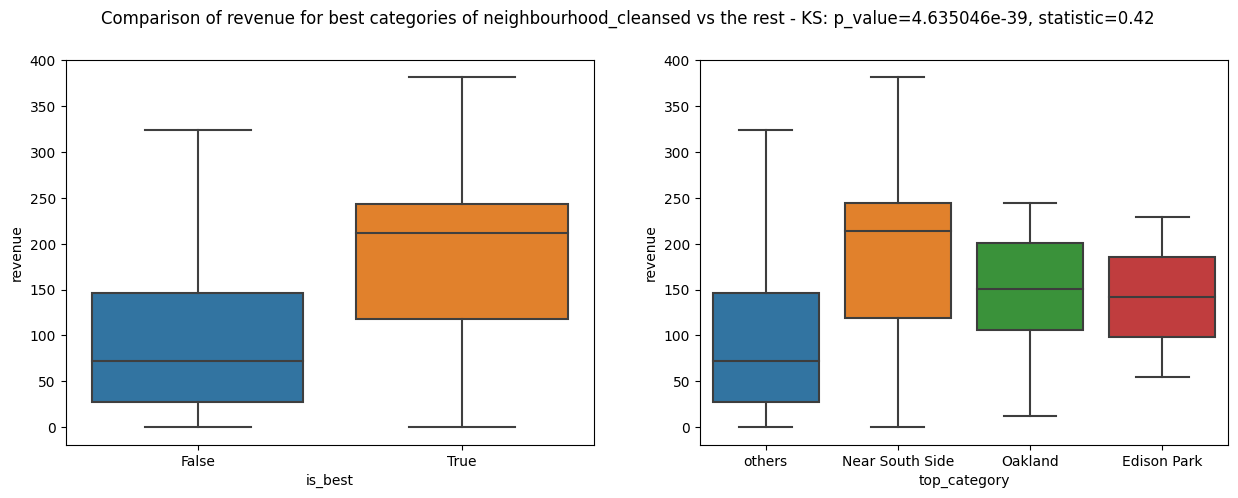 Comparison of revenue for best categories of neighbourhood_cleansed vs the rest - KS: p_value=4.635046e-39, statistic=0.42
400
350
300
250
200
150
100
50
0
revenue
False
True
is_best
400
350
300
250
200
150
100
50
0
revenue
others
Near South Side
Oakland
Edison Park
top_category